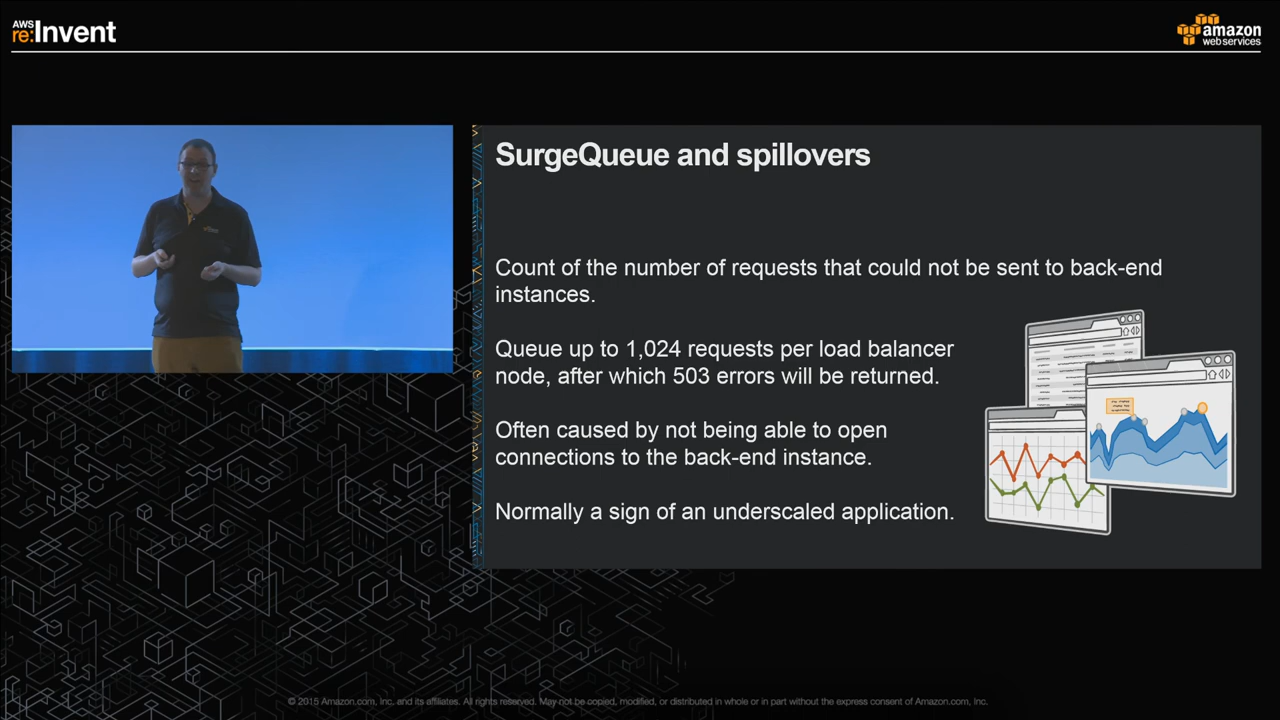 AWS
re:Invent
amazon
web services
SurgeQueue and spillovers
Count of the number of requests that could not be sent to back-end
instances.
Queue up to 1,024 requests per load balancer
node, after which 503 errors will be returned.
Often caused by not being able to open
connections to the back-end instance.
Normally a sign of an underscaled application.
© 2015 Amazon.com, Inc. and its affiliates. All rights reserved. May not be copied, modified, or distributed in whole or in part without the express consent of Amazon.com, Inc.